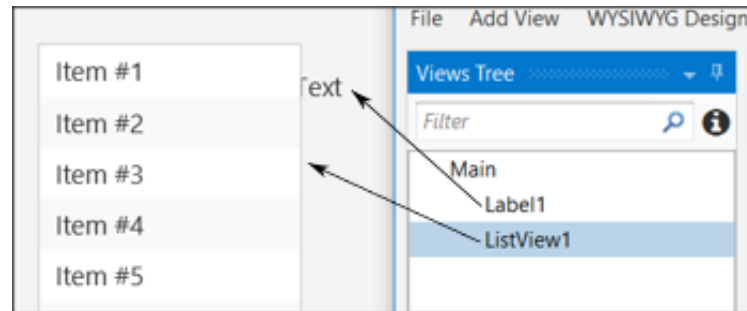 Item #1
Item #2
Item #3
Item #4
Item #5
Text
File Add View WYSIWYG Design
Views Tree
Filter
Main
Label1
ListView1